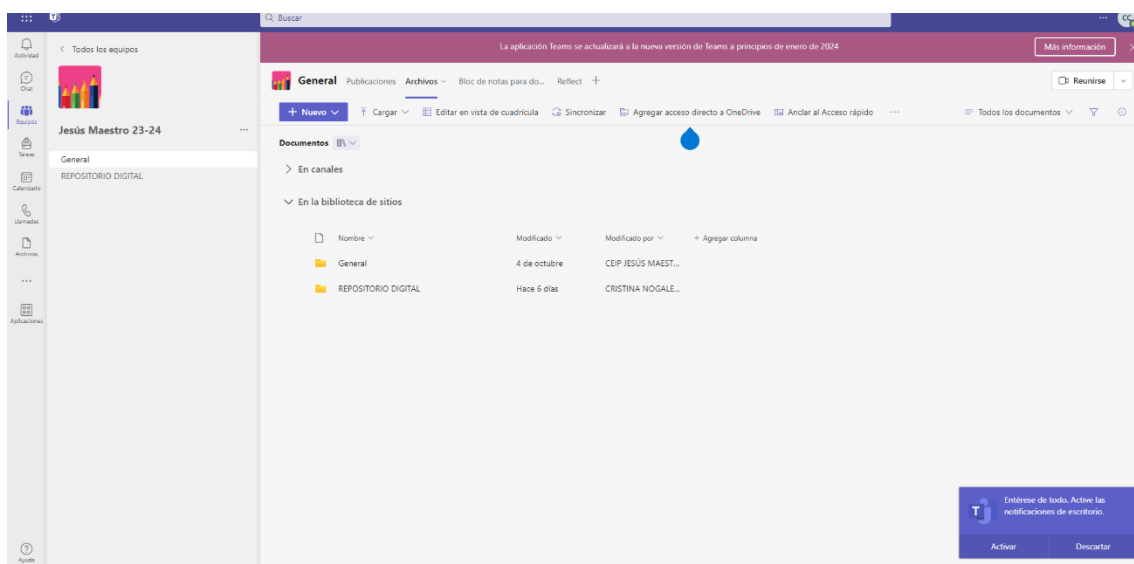 Buscar
CC
Actividad
Chat
Equipos
Tareas
Calendario
Llamadas
Archivos
Aplicaciones
Ayuda
Todos los equipos
Jesús Maestro 23-24
General
REPOSITORIO DIGITAL
La aplicación Teams se actualizará a la nueva versión de Teams a principios de enero de 2024
Más información
General Publicaciones Archivos Bloc de notas para do... Reflect
Reunirse
Nuevo Cargar Editar en vista de cuadrícula Sincronizar Agregar acceso directo a OneDrive Anclar al Acceso rápido ... Todos los documentos
Documentos
En canales
En la biblioteca de sitios
Nombre Modificado Modificado por + Agregar columna
General 4 de octubre CEIP JESÚS MAEST...
REPOSITORIO DIGITAL Hace 6 días CRISTINA NOGALE...
Entérese de todo. Active las
notificaciones de escritorio.
Activar Descartar